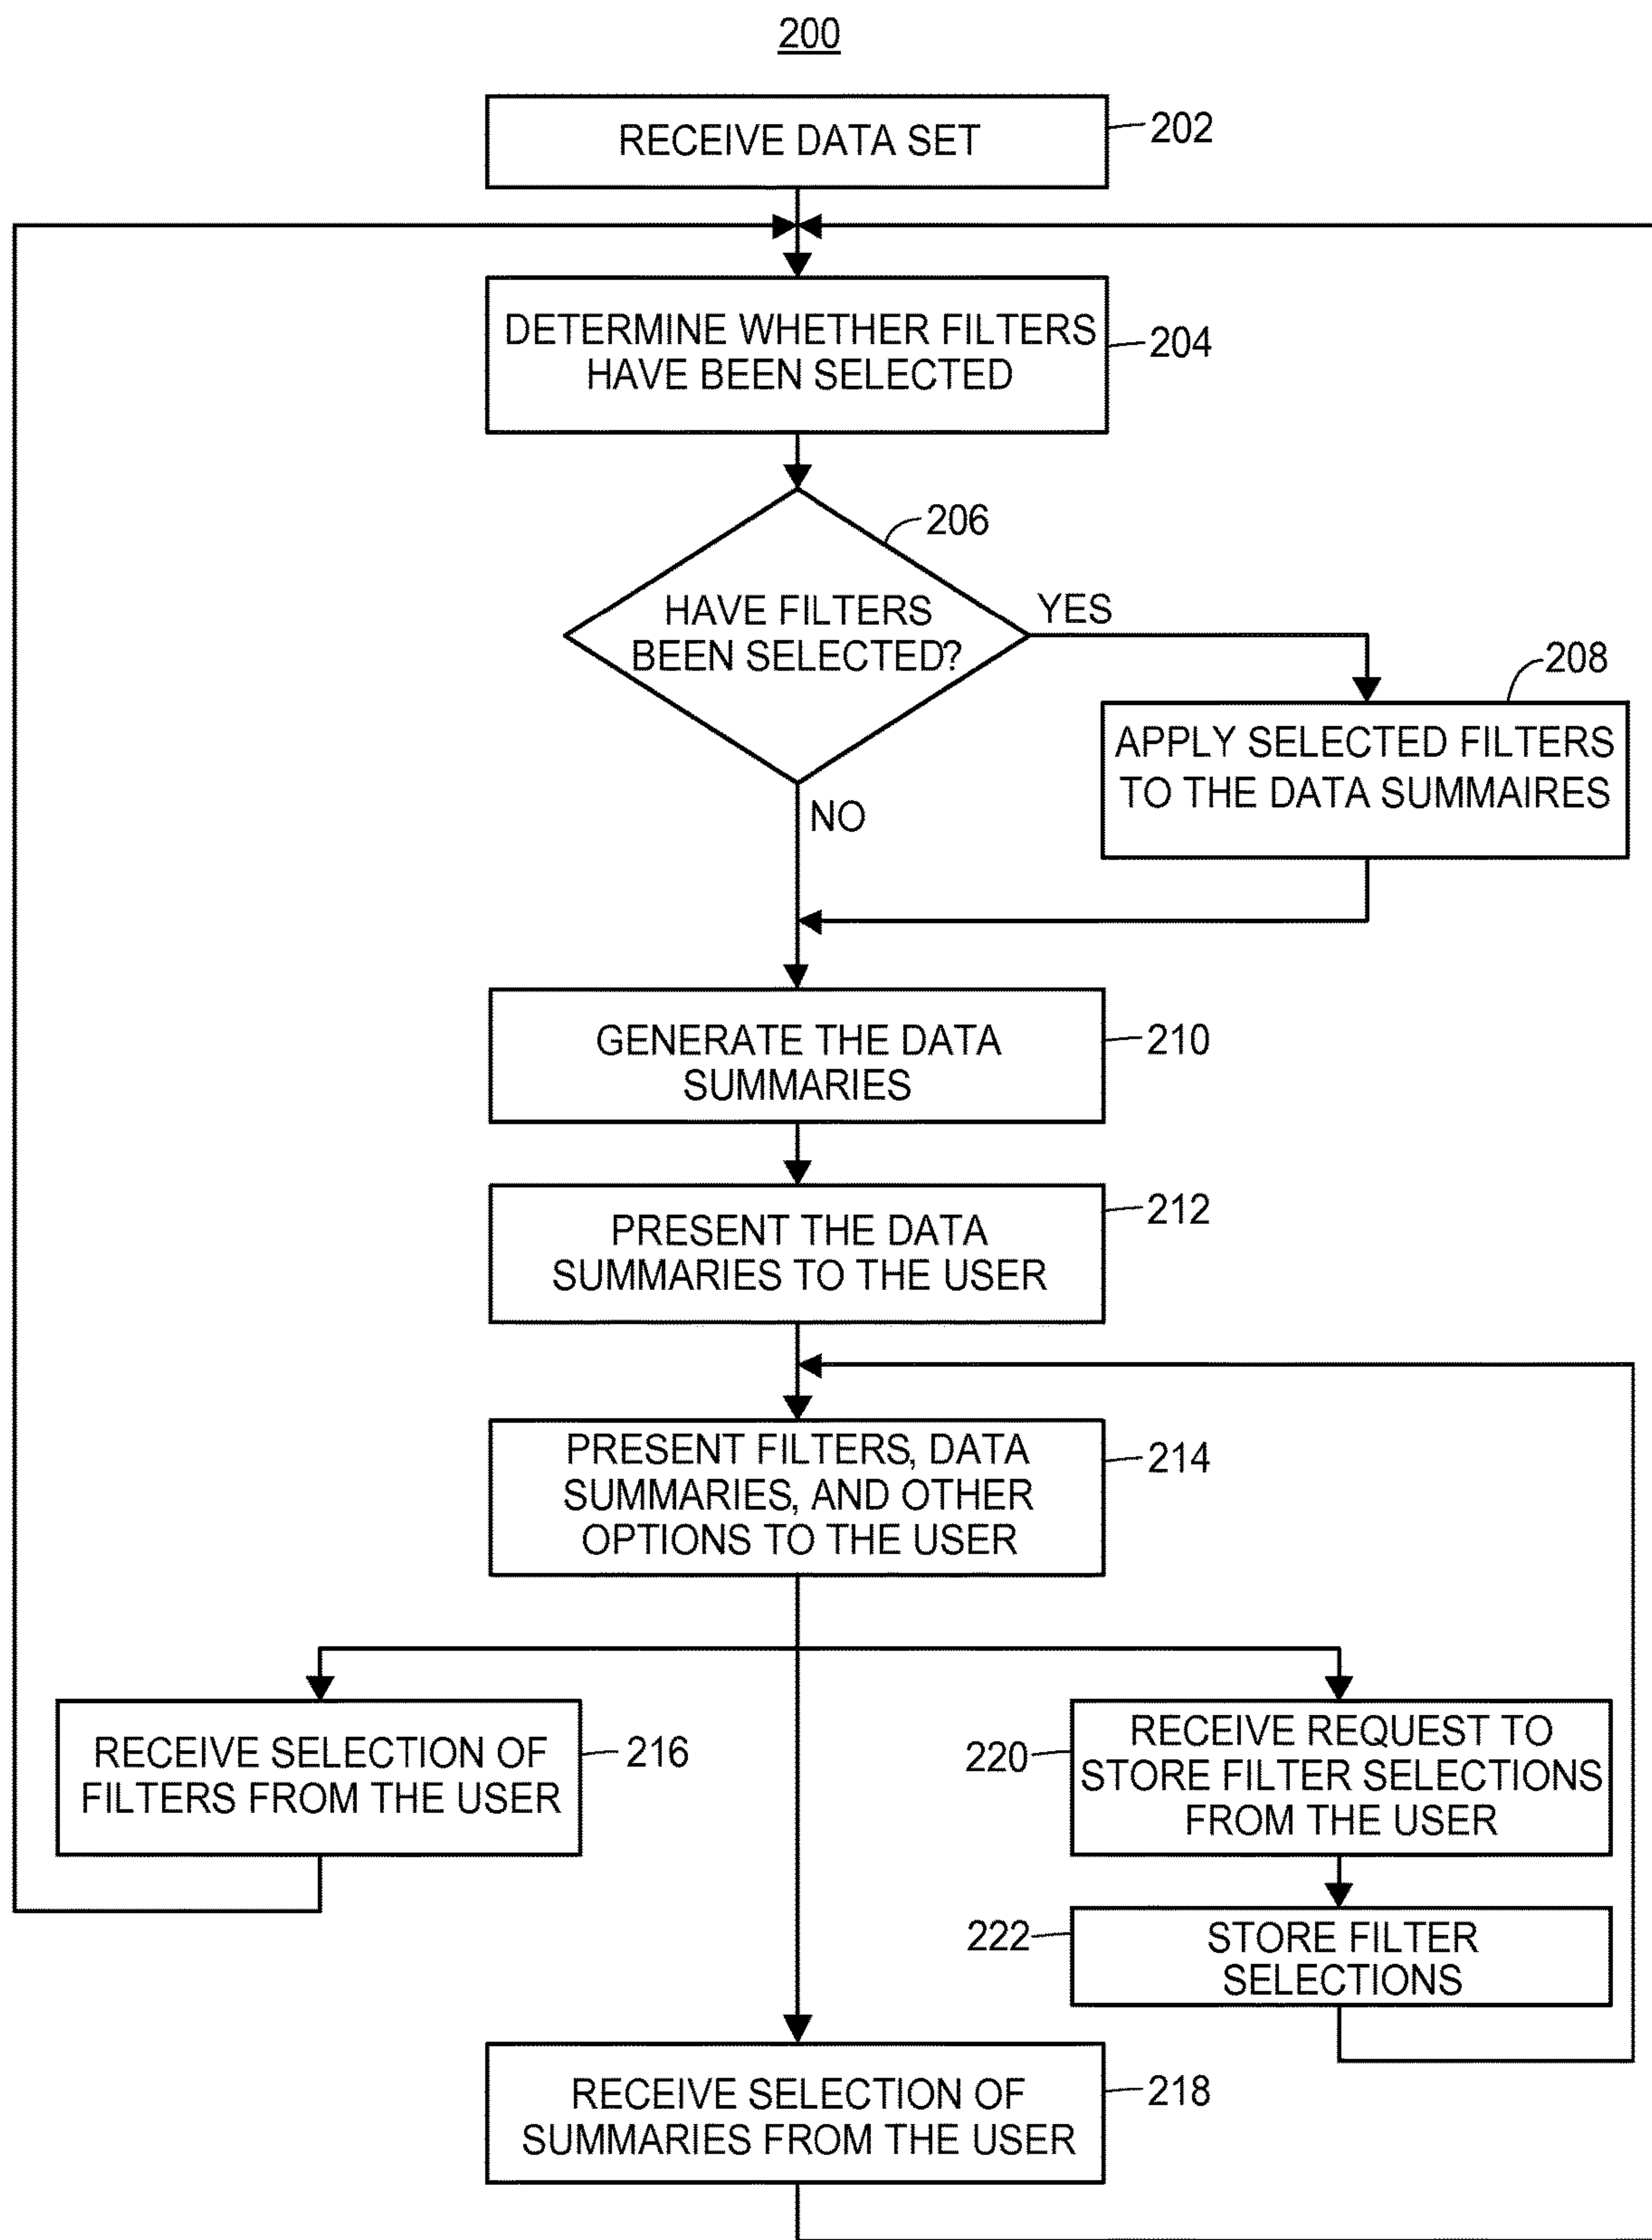 200
RECEIVE DATA SET
202
DETERMINE WHETHER FILTERS
HAVE BEEN SELECTED
204
206
HAVE FILTERS
BEEN SELECTED?
YES
NO
208
APPLY SELECTED FILTERS
TO THE DATA SUMMAIRES
GENERATE THE DATA
SUMMARIES
210
PRESENT THE DATA
SUMMARIES TO THE USER
212
PRESENT FILTERS, DATA
SUMMARIES, AND OTHER
OPTIONS TO THE USER
214
RECEIVE SELECTION OF
FILTERS FROM THE USER
216
220
RECEIVE REQUEST TO
STORE FILTER SELECTIONS
FROM THE USER
222
STORE FILTER
SELECTIONS
RECEIVE SELECTION OF
SUMMARIES FROM THE USER
218